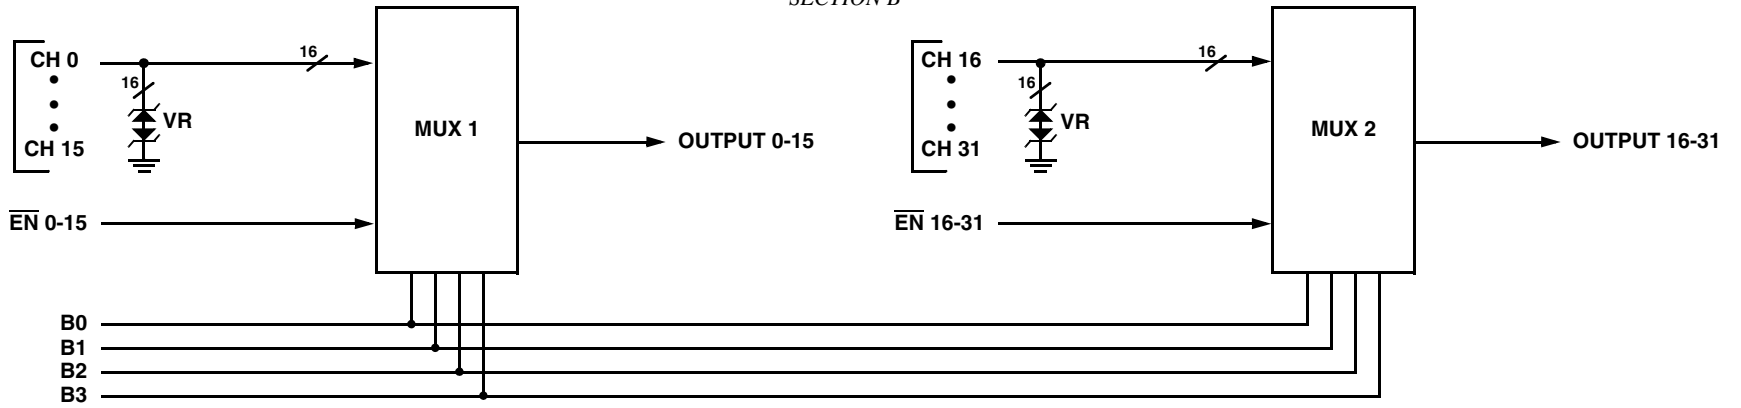 SECTION B
CH 0
16
16
VR
CH 15
MUX 1
OUTPUT 0-15
EN 0-15
CH 16
16
16
VR
CH 31
MUX 2
OUTPUT 16-31
EN 16-31
B0
B1
B2
B3